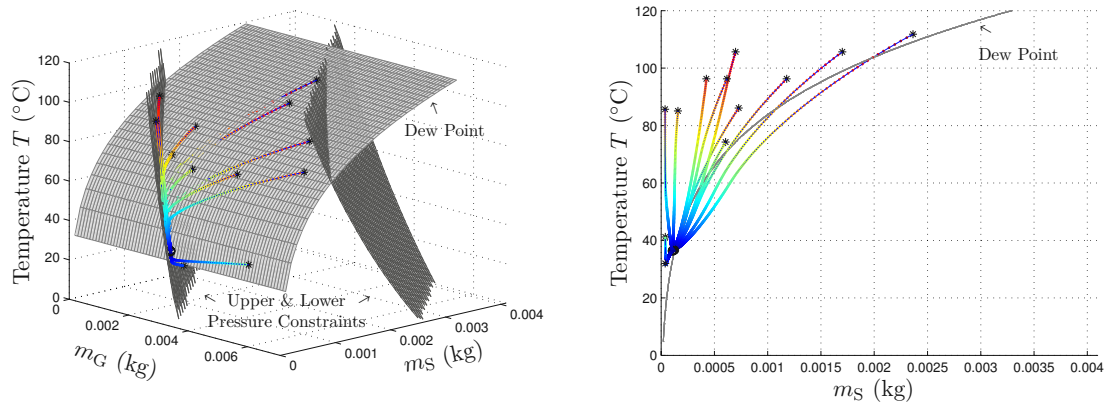 Temperature T (°C)
120
100
80
60
40
20
0
0
0.002
0.004
0.006
m_G (kg)
0
0.001
0.002
0.003
0.004
m_S (kg)
Dew Point
Upper & Lower
Pressure Constraints
Temperature T (°C)
120
100
80
60
40
20
0
0 0.0005 0.001 0.0015 0.002 0.0025 0.003 0.0035 0.004
m_S (kg)
Dew Point